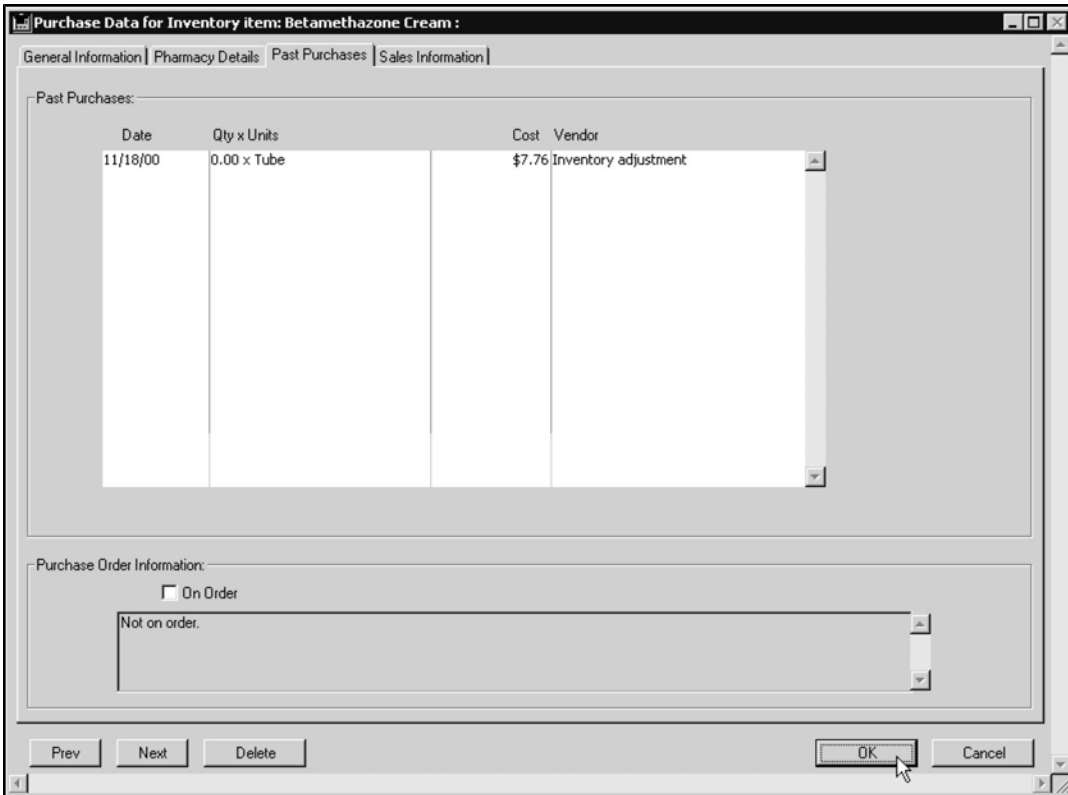 Purchase Data for Inventory item: Betamethazone Cream :
General Information Pharmacy Details Past Purchases Sales Information
Past Purchases:
Date Qty x Units Cost Vendor
11/18/00 0.00 x Tube $7.76 Inventory adjustment
Purchase Order Information:
On Order
Not on order.
Prev Next Delete OK Cancel